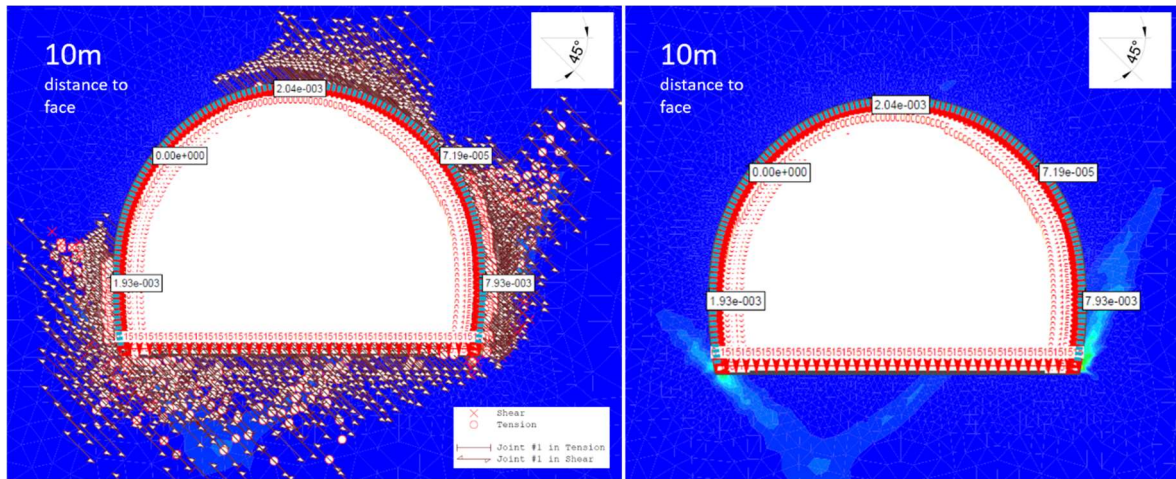 10m
distance to
face
45°
2.04e-003
0.00e+000
7.19e-005
1.93e-003
7.93e-003
Shear
Tension
Joint #1 in Tension
Joint #1 in Shear
10m
distance to
face
45°
2.04e-003
0.00e+000
7.19e-005
1.93e-003
7.93e-003